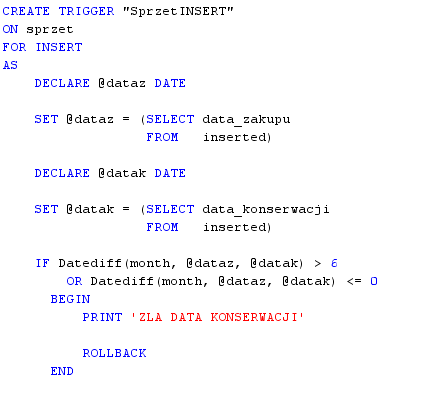 CREATE TRIGGER "SprzetINSERT"
ON sprzet
FOR INSERT
AS
DECLARE @dataz DATE
SET @dataz = (SELECT data_zakupu
FROM inserted)
DECLARE @datak DATE
SET @datak = (SELECT data_konserwacji
FROM inserted)
IF Datediff(month, @dataz, @datak) > 6
OR Datediff(month, @dataz, @datak) <= 0
BEGIN
PRINT 'ZLA DATA KONSERWACJI'
ROLLBACK
END